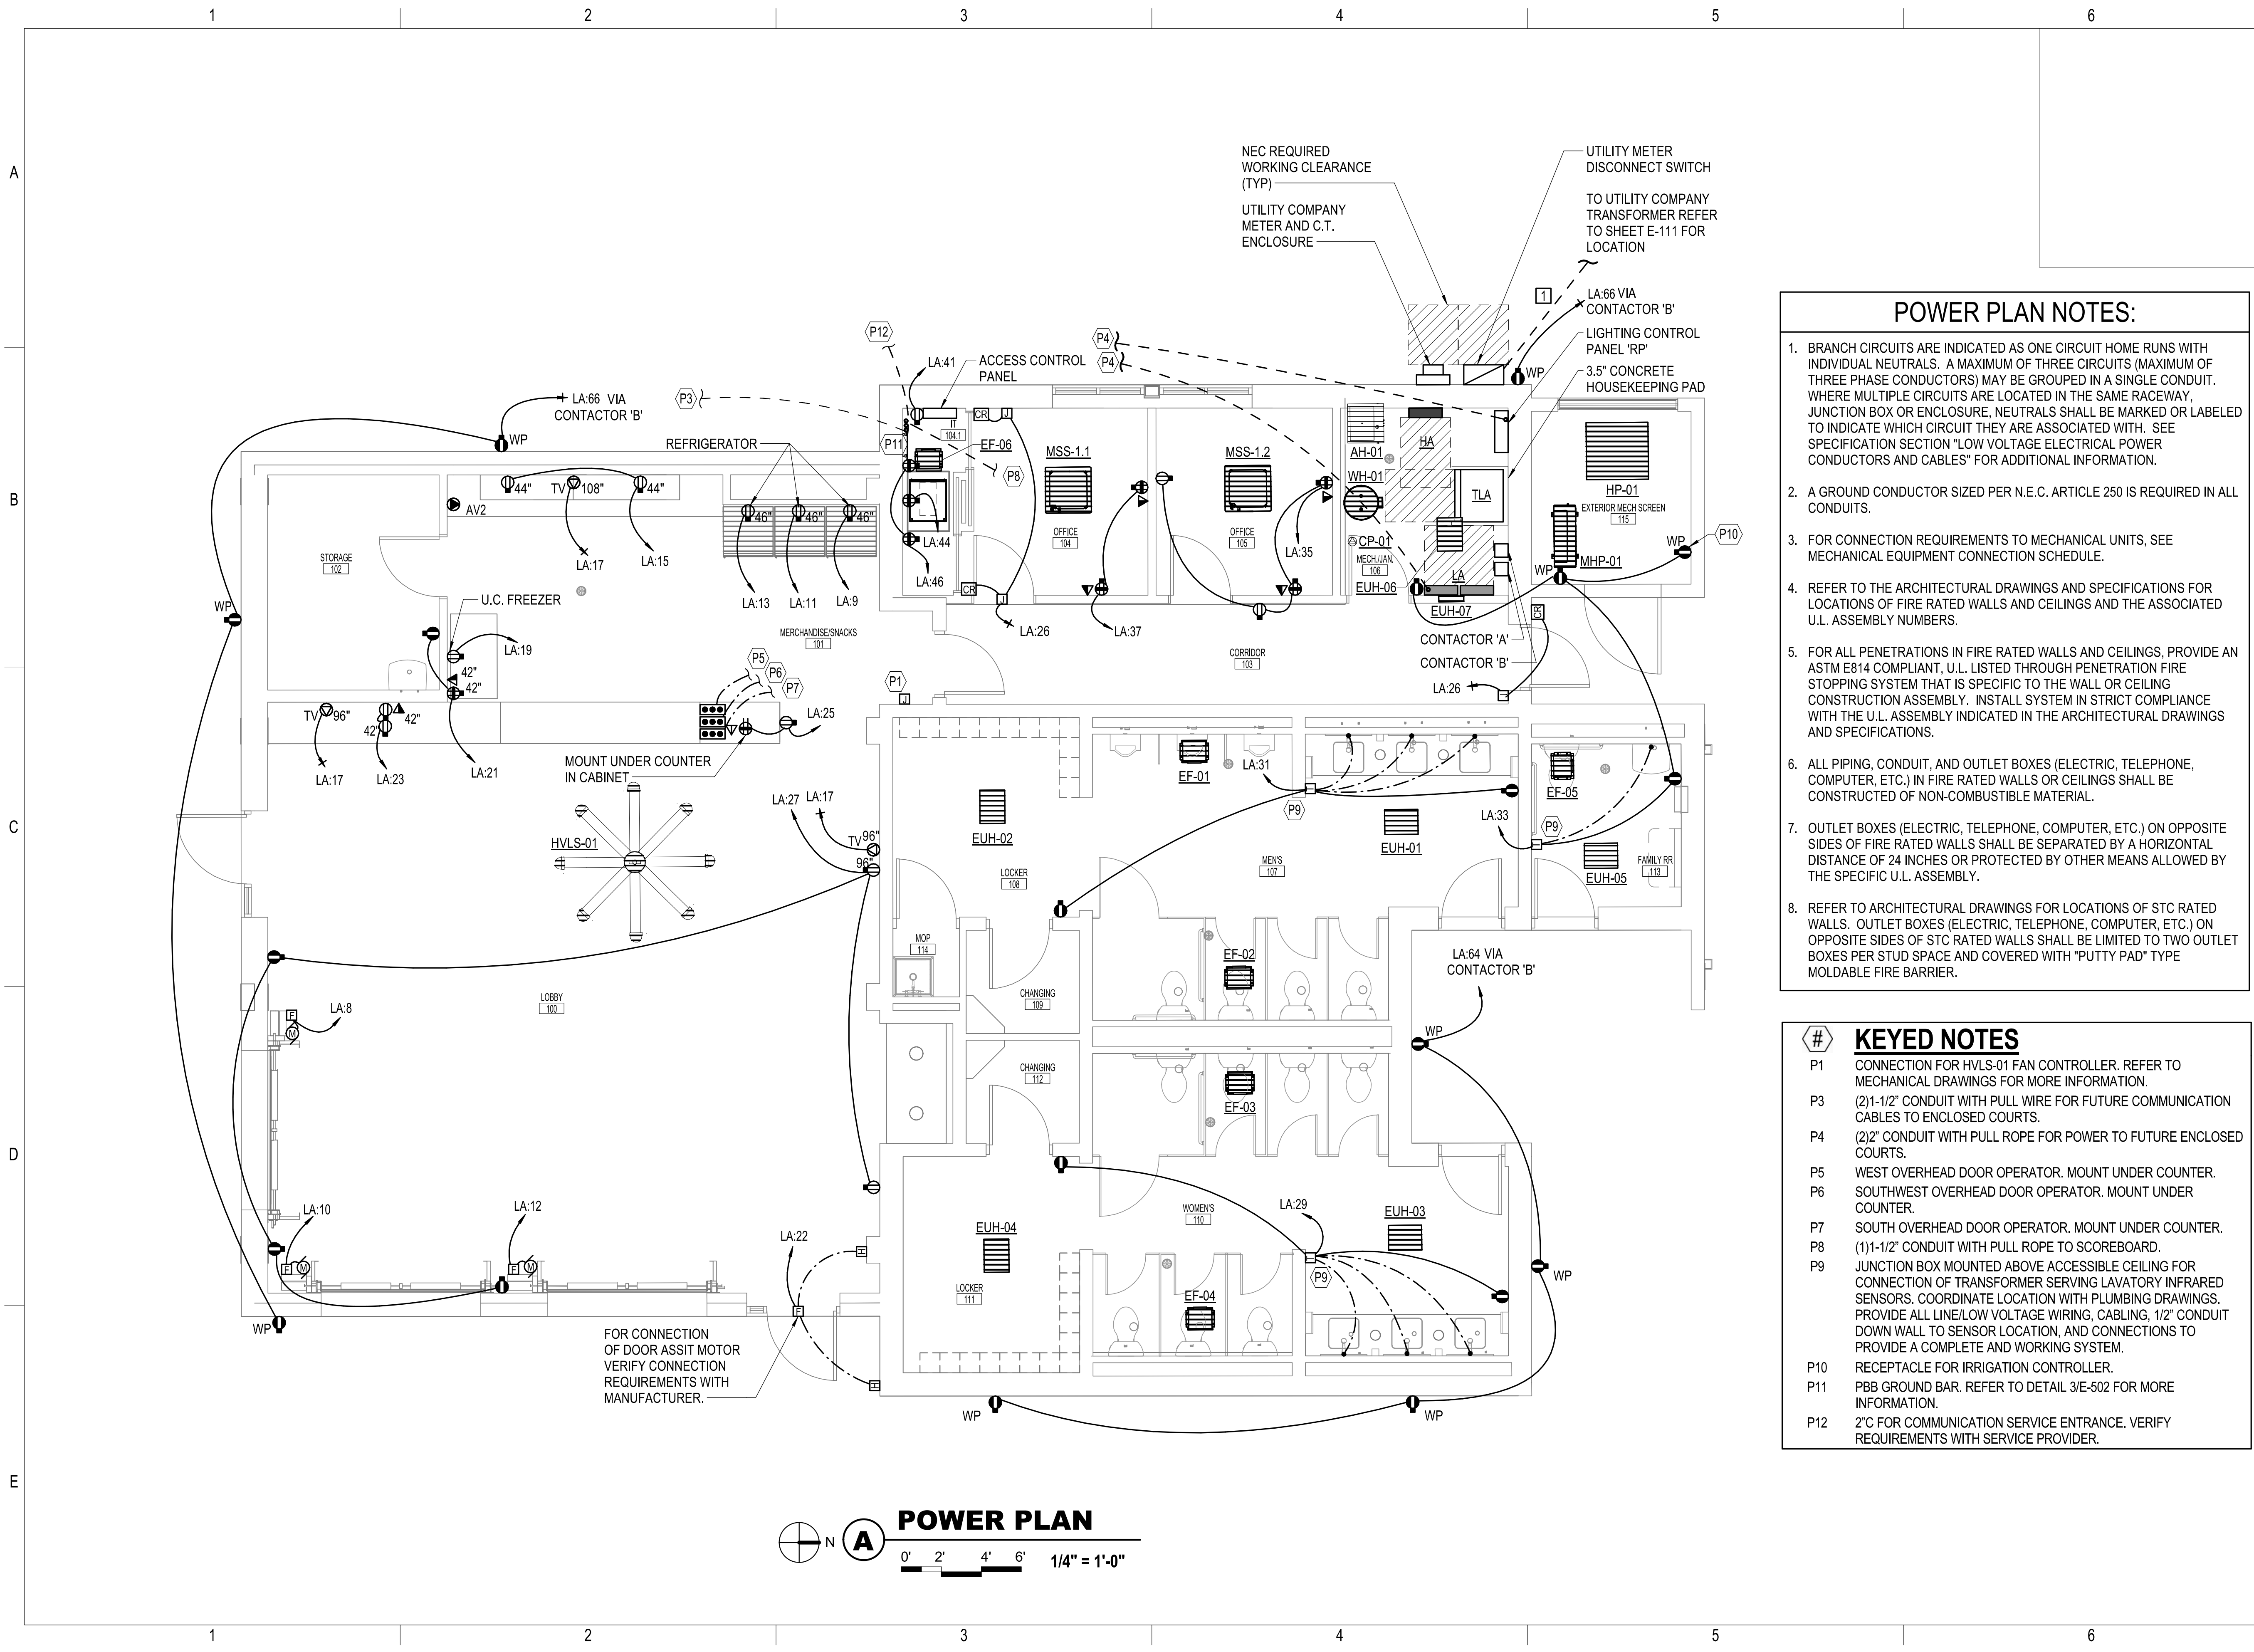 1 2 3 4 5 6
A
NEC REQUIRED
WORKING CLEARANCE
(TYP)
UTILITY COMPANY
METER AND C.T.
ENCLOSURE
UTILITY METER
DISCONNECT SWITCH
TO UTILITY COMPANY
TRANSFORMER REFER
TO SHEET E-111 FOR
LOCATION
1
LA:66 VIA
CONTACTOR 'B'
LIGHTING CONTROL
PANEL 'RP'
3.5" CONCRETE
HOUSEKEEPING PAD
WP
P12
P4
P4
LA:41
ACCESS CONTROL
PANEL
P3
LA:66 VIA
CONTACTOR 'B'
WP
REFRIGERATOR
P11
CR
J
IT
104.1
EF-06
P8
MSS-1.1
MSS-1.2
AH-01
HA
WH-01
TLA
HP-01
EXTERIOR MECH SCREEN
115
B
44"
TV
108"
44"
AV2
46"
46"
46"
LA:44
OFFICE
104
OFFICE
105
LA:35
CP-01
MECH./JAN.
106
EUH-06
LA
EUH-07
WP
P10
WP
MHP-01
STORAGE
102
LA:17
LA:15
LA:46
CR
J
CR
U.C. FREEZER
LA:13
LA:11
LA:9
WP
LA:26
LA:37
CONTACTOR 'A'
CONTACTOR 'B'
MERCHANDISE/SNACKS
101
LA:19
CORRIDOR
103
42"
42"
P5
P6
P7
P1
J
LA:26
TV
96"
42"
42"
LA:25
LA:17
LA:23
LA:21
MOUNT UNDER COUNTER
IN CABINET
EF-01
LA:31
P9
EF-05
C
HVLS-01
LA:27
LA:17
TV
96"
96"
EUH-02
EUH-01
LA:33
P9
LOCKER
108
MEN'S
107
EUH-05
FAMILY RR
113
MOP
114
EF-02
LA:64 VIA
CONTACTOR 'B'
LOBBY
100
CHANGING
109
F
M
LA:8
WP
CHANGING
112
EF-03
D
LA:10
LA:12
F
M
F
M
LA:22
H
EUH-04
WOMEN'S
110
LA:29
EUH-03
P9
WP
LOCKER
111
EF-04
WP
F
FOR CONNECTION
OF DOOR ASSIT MOTOR
VERIFY CONNECTION
REQUIREMENTS WITH
MANUFACTURER.
H
WP
WP
E
POWER PLAN NOTES:
1. BRANCH CIRCUITS ARE INDICATED AS ONE CIRCUIT HOME RUNS WITH
INDIVIDUAL NEUTRALS. A MAXIMUM OF THREE CIRCUITS (MAXIMUM OF
THREE PHASE CONDUCTORS) MAY BE GROUPED IN A SINGLE CONDUIT.
WHERE MULTIPLE CIRCUITS ARE LOCATED IN THE SAME RACEWAY,
JUNCTION BOX OR ENCLOSURE, NEUTRALS SHALL BE MARKED OR LABELED
TO INDICATE WHICH CIRCUIT THEY ARE ASSOCIATED WITH. SEE
SPECIFICATION SECTION "LOW VOLTAGE ELECTRICAL POWER
CONDUCTORS AND CABLES" FOR ADDITIONAL INFORMATION.
2. A GROUND CONDUCTOR SIZED PER N.E.C. ARTICLE 250 IS REQUIRED IN ALL
CONDUITS.
3. FOR CONNECTION REQUIREMENTS TO MECHANICAL UNITS, SEE
MECHANICAL EQUIPMENT CONNECTION SCHEDULE.
4. REFER TO THE ARCHITECTURAL DRAWINGS AND SPECIFICATIONS FOR
LOCATIONS OF FIRE RATED WALLS AND CEILINGS AND THE ASSOCIATED
U.L. ASSEMBLY NUMBERS.
5. FOR ALL PENETRATIONS IN FIRE RATED WALLS AND CEILINGS, PROVIDE AN
ASTM E814 COMPLIANT, U.L. LISTED THROUGH PENETRATION FIRE
STOPPING SYSTEM THAT IS SPECIFIC TO THE WALL OR CEILING
CONSTRUCTION ASSEMBLY. INSTALL SYSTEM IN STRICT COMPLIANCE
WITH THE U.L. ASSEMBLY INDICATED IN THE ARCHITECTURAL DRAWINGS
AND SPECIFICATIONS.
6. ALL PIPING, CONDUIT, AND OUTLET BOXES (ELECTRIC, TELEPHONE,
COMPUTER, ETC.) IN FIRE RATED WALLS OR CEILINGS SHALL BE
CONSTRUCTED OF NON-COMBUSTIBLE MATERIAL.
7. OUTLET BOXES (ELECTRIC, TELEPHONE, COMPUTER, ETC.) ON OPPOSITE
SIDES OF FIRE RATED WALLS SHALL BE SEPARATED BY A HORIZONTAL
DISTANCE OF 24 INCHES OR PROTECTED BY OTHER MEANS ALLOWED BY
THE SPECIFIC U.L. ASSEMBLY.
8. REFER TO ARCHITECTURAL DRAWINGS FOR LOCATIONS OF STC RATED
WALLS. OUTLET BOXES (ELECTRIC, TELEPHONE, COMPUTER, ETC.) ON
OPPOSITE SIDES OF STC RATED WALLS SHALL BE LIMITED TO TWO OUTLET
BOXES PER STUD SPACE AND COVERED WITH "PUTTY PAD" TYPE
MOLDABLE FIRE BARRIER.
# KEYED NOTES
P1 CONNECTION FOR HVLS-01 FAN CONTROLLER. REFER TO
MECHANICAL DRAWINGS FOR MORE INFORMATION.
P3 (2)1-1/2" CONDUIT WITH PULL WIRE FOR FUTURE COMMUNICATION
CABLES TO ENCLOSED COURTS.
P4 (2)2" CONDUIT WITH PULL ROPE FOR POWER TO FUTURE ENCLOSED
COURTS.
P5 WEST OVERHEAD DOOR OPERATOR. MOUNT UNDER COUNTER.
P6 SOUTHWEST OVERHEAD DOOR OPERATOR. MOUNT UNDER
COUNTER.
P7 SOUTH OVERHEAD DOOR OPERATOR. MOUNT UNDER COUNTER.
P8 (1)1-1/2" CONDUIT WITH PULL ROPE TO SCOREBOARD.
P9 JUNCTION BOX MOUNTED ABOVE ACCESSIBLE CEILING FOR
CONNECTION OF TRANSFORMER SERVING LAVATORY INFRARED
SENSORS. COORDINATE LOCATION WITH PLUMBING DRAWINGS.
PROVIDE ALL LINE/LOW VOLTAGE WIRING, CABLING, 1/2" CONDUIT
DOWN WALL TO SENSOR LOCATION, AND CONNECTIONS TO
PROVIDE A COMPLETE AND WORKING SYSTEM.
P10 RECEPTACLE FOR IRRIGATION CONTROLLER.
P11 PBB GROUND BAR. REFER TO DETAIL 3/E-502 FOR MORE
INFORMATION.
P12 2"C FOR COMMUNICATION SERVICE ENTRANCE. VERIFY
REQUIREMENTS WITH SERVICE PROVIDER.
N
A
POWER PLAN
0' 2' 4' 6'
1/4" = 1'-0"
1 2 3 4 5 6